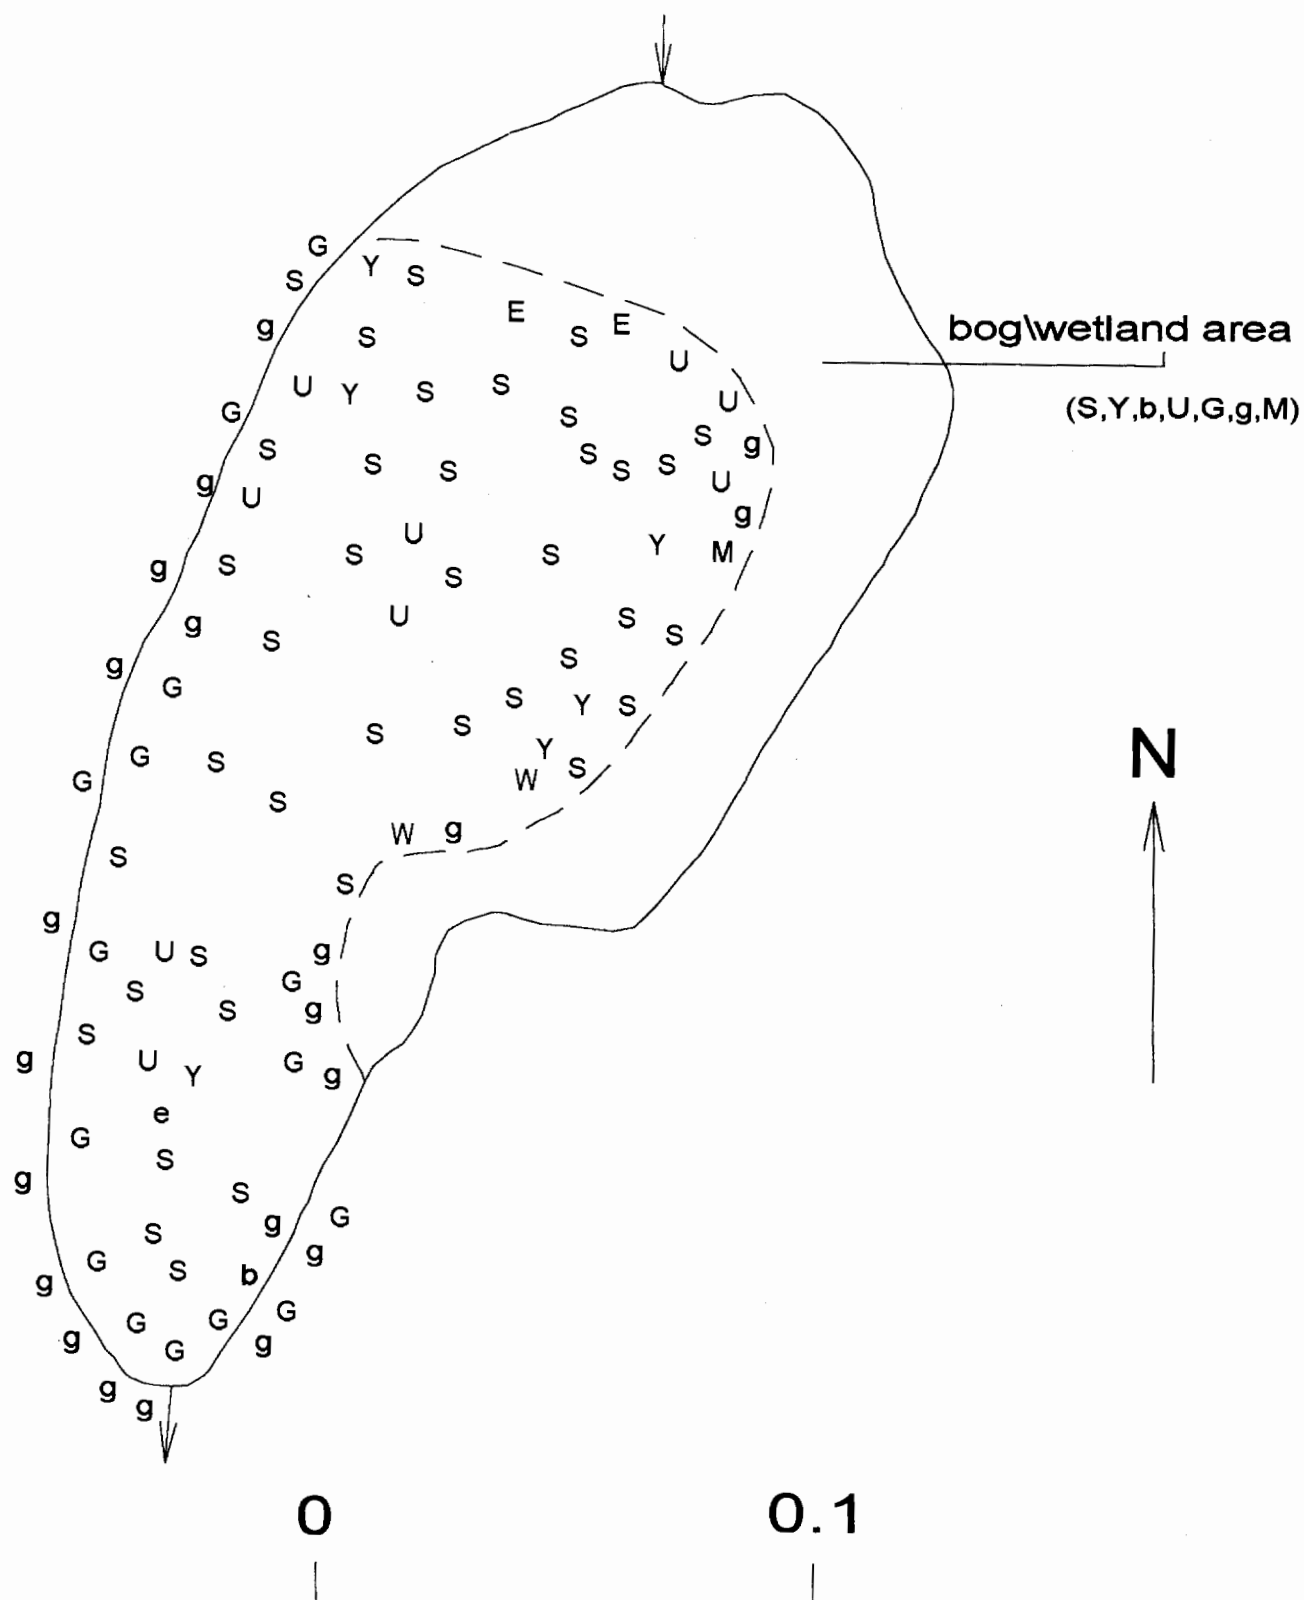 G
Y S
S
E
g S S E
U
U Y S S U
G S
S g
S S S S S S
g U U
g
U
g S S S S Y M
U
g S S S
g S
G
S Y S
S S
G G S Y S
W
S
W g
S
S
g
G U S g
S G
S g
S
g U Y G g
e
G S
g S
g G
S g
G S b
g
G G G
g G g
g
g
bog\wetland area
(S,Y,b,U,G,g,M)
N
0 0.1